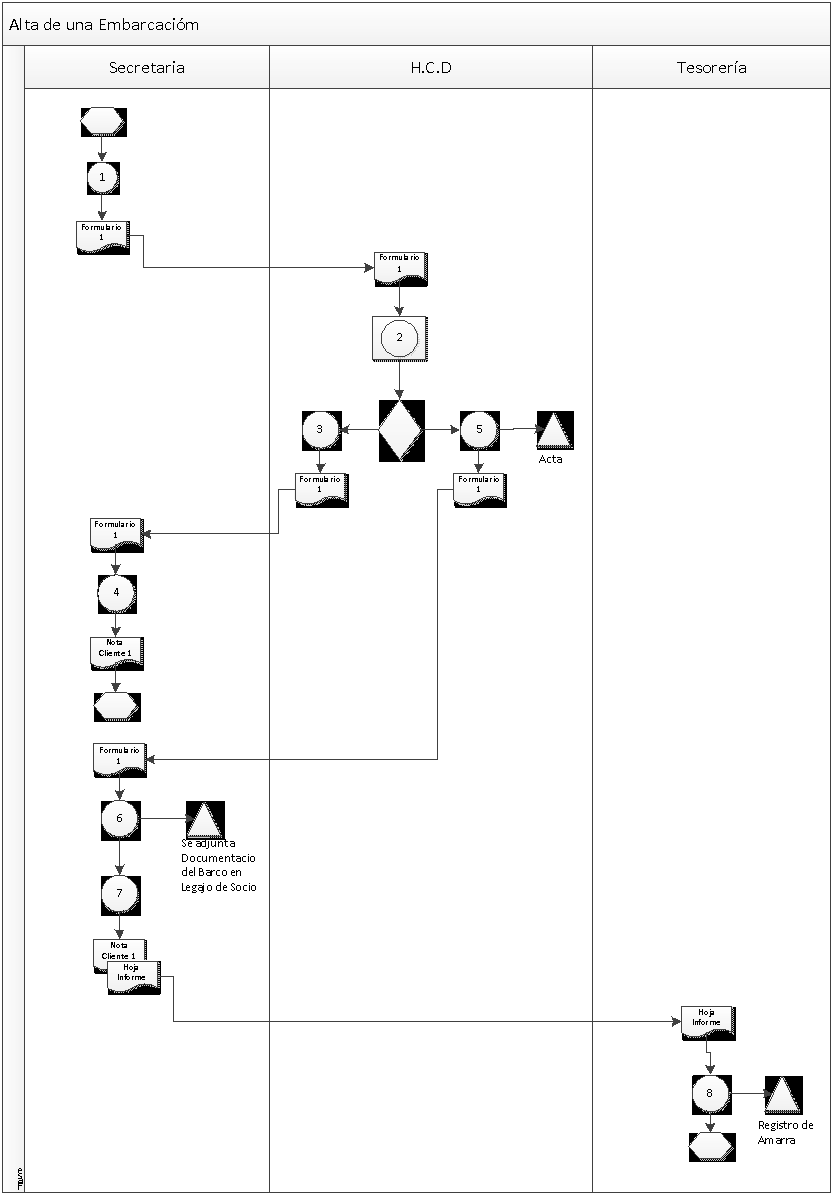 Alta de una Embarcacióm
Secretaria
H.C.D
Tesorería
1
Formulario
1
Formulario
1
2
3
5
Acta
Formulario
1
Formulario
1
Formulario
1
4
Nota
Cliente 1
Formulario
1
6
Se adjunta
Documentacio
del Barco en
Legajo de Socio
7
Nota
Cliente 1
Hoja
Informe
Hoja
Informe
8
Registro de
Amarra